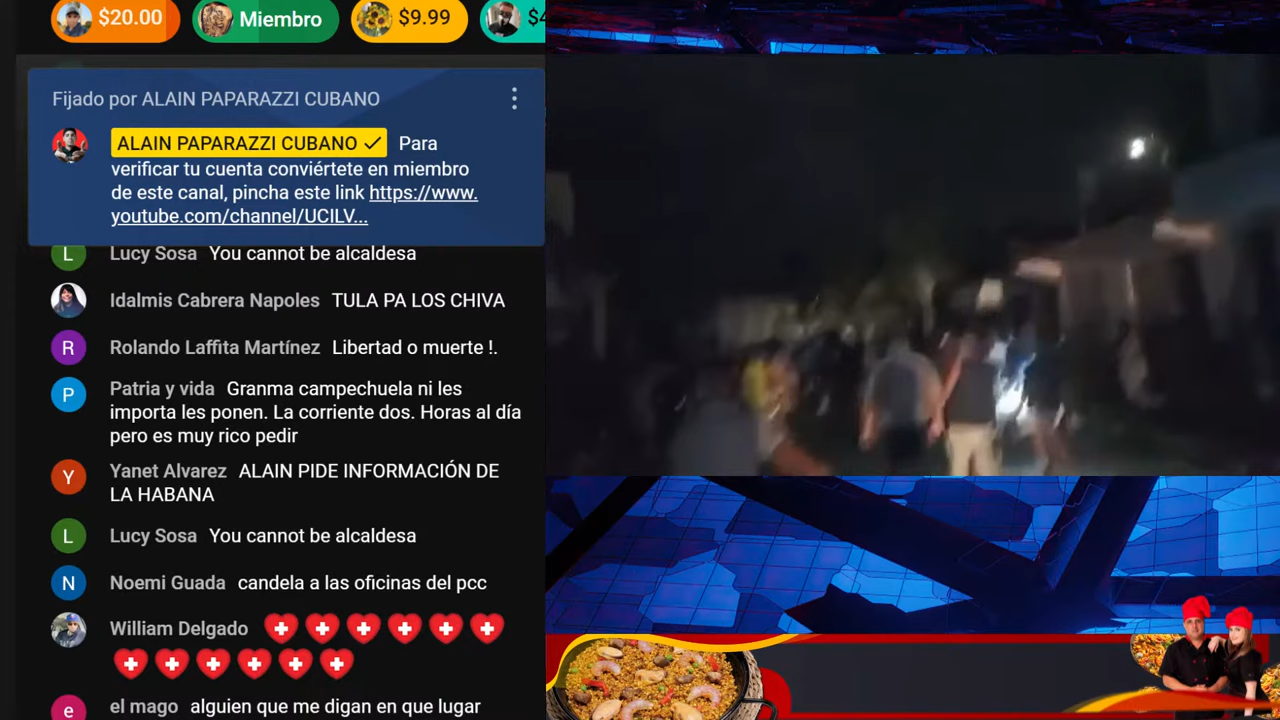 $20.00
Miembro
$9.99
Fijado por ALAIN PAPARAZZI CUBANO
ALAIN PAPARAZZI CUBANO Para
verificar tu cuenta conviértete en miembro
de este canal, pincha este link https://www.
youtube.com/channel/UCILV...
Lucy Sosa You cannot be alcaldesa
Idalmis Cabrera Napoles TULA PA LOS CHIVA
R Rolando Laffita Martínez Libertad o muerte !.
P Patria y vida Granma campechuela ni les
importa les ponen. La corriente dos. Horas al día
pero es muy rico pedir
Y Yanet Alvarez ALAIN PIDE INFORMACIÓN DE
LA HABANA
L Lucy Sosa You cannot be alcaldesa
N Noemi Guada candela a las oficinas del pcc
William Delgado
e el mago alguien que me digan en que lugar